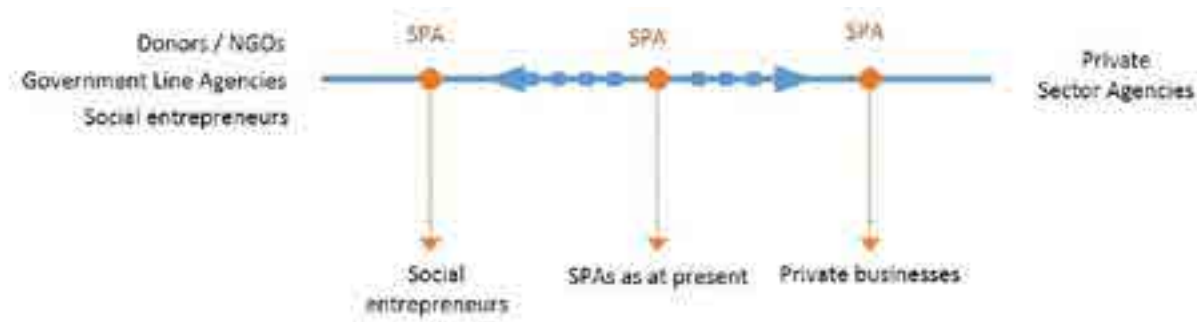 Donors / NGOs
Government Line Agencies
Social entrepreneurs
SPA
SPA
SPA
Private
Sector Agencies
Social
entrepreneurs
SPAs as at present
Private businesses